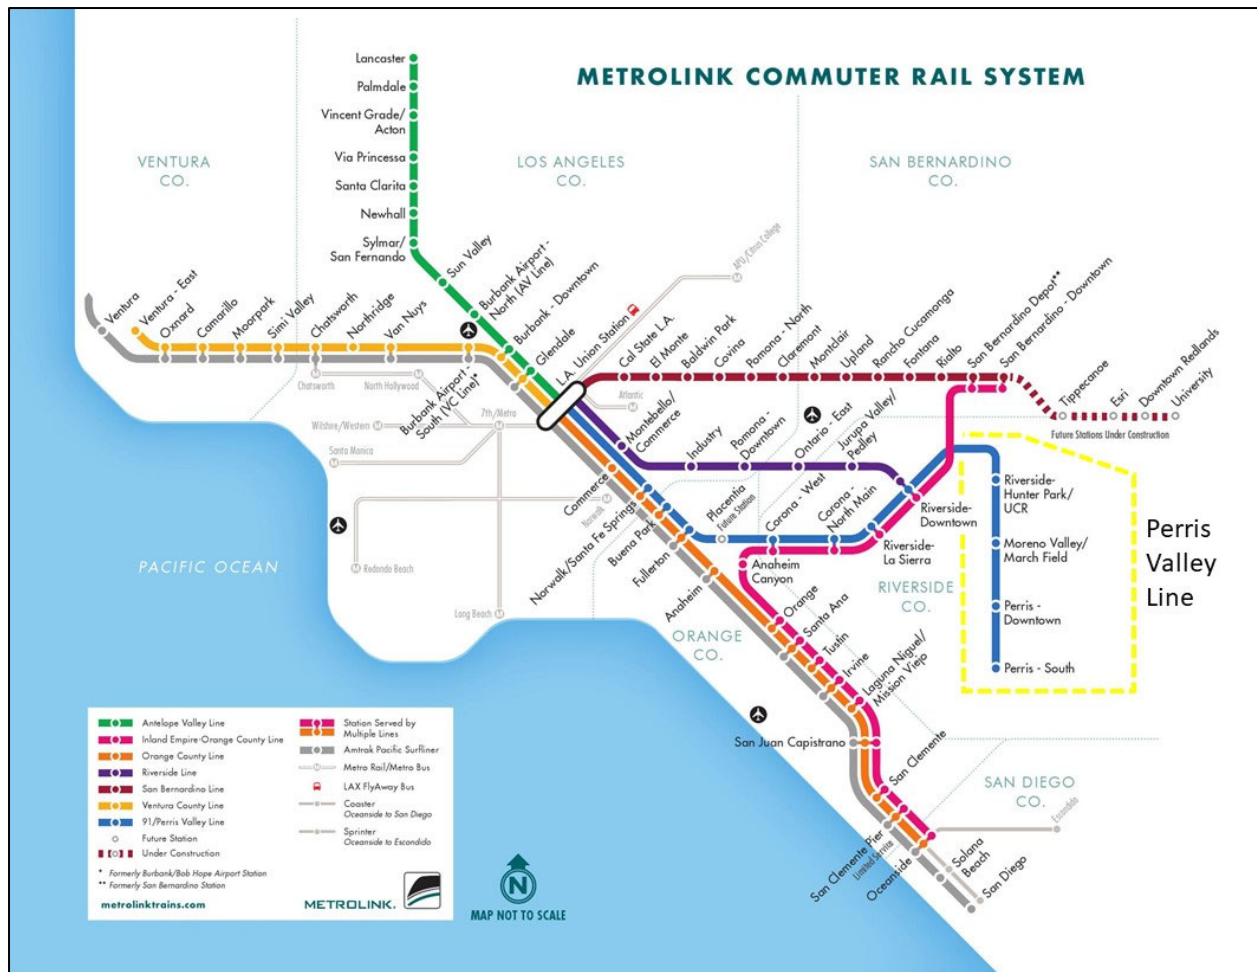 METROLINK COMMUTER RAIL SYSTEM
VENTURA
CO.
LOS ANGELES
CO.
SAN BERNARDINO
CO.
Lancaster
Palmdale
Vincent Grade/
Acton
Via Princessa
Santa Clarita
Newhall
Sylmar/
San Fernando
Sun Valley
Burbank Airport -
North (AV Line)
Burbank - Downtown
Glendale
L.A. Union Station
APU/Citrus College
Ventura
Ventura - East
Oxnard
Camarillo
Moorpark
Simi Valley
Chatsworth
Northridge
Van Nuys
Burbank Airport -
South (VC Line)*
M
Chatsworth
M
North Hollywood
Wilshire/Western M
7th/Metro
M
Santa Monica
M
M
Redondo Beach
Long Beach M
Norwalk
M
Atlantic
M
M
Cal State L.A.
El Monte
Baldwin Park
Covina
Pomona - North
Claremont
Montclair
Upland
Rancho Cucamonga
Fontana
Rialto
San Bernardino Depot**
San Bernardino - Downtown
Tippecanoe
Esri
Downtown Redlands
University
Future Stations Under Construction
Montebello/
Commerce
Industry
Pomona -
Downtown
Ontario - East
Jurupa Valley/
Pedley
Commerce
Norwalk/Santa Fe Springs
Buena Park
Fullerton
Placentia
Future Station
Corona - West
Corona -
North Main
Riverside-
Downtown
Riverside-
La Sierra
Anaheim
Canyon
Anaheim
Orange
Santa Ana
Tustin
Irvine
Laguna Niguel/
Mission Viejo
San Juan Capistrano
San Clemente
San Clemente Pier
Limited Service
Oceanside
Solana
Beach
San Diego
Escondido
Riverside-
Hunter Park/
UCR
Moreno Valley/
March Field
Perris -
Downtown
Perris - South
Perris
Valley
Line
RIVERSIDE
CO.
ORANGE
CO.
SAN DIEGO
CO.
PACIFIC OCEAN
Antelope Valley Line
Inland Empire-Orange County Line
Orange County Line
Riverside Line
San Bernardino Line
Ventura County Line
91/Perris Valley Line
Future Station
Under Construction
* Formerly Burbank/Bob Hope Airport Station
** Formerly San Bernardino Station
metrolinktrains.com
Station Served by
Multiple Lines
Amtrak Pacific Surfliner
M
Metro Rail/Metro Bus
LAX FlyAway Bus
Coaster
Oceanside to San Diego
Sprinter
Oceanside to Escondido
METROLINK.
N
MAP NOT TO SCALE